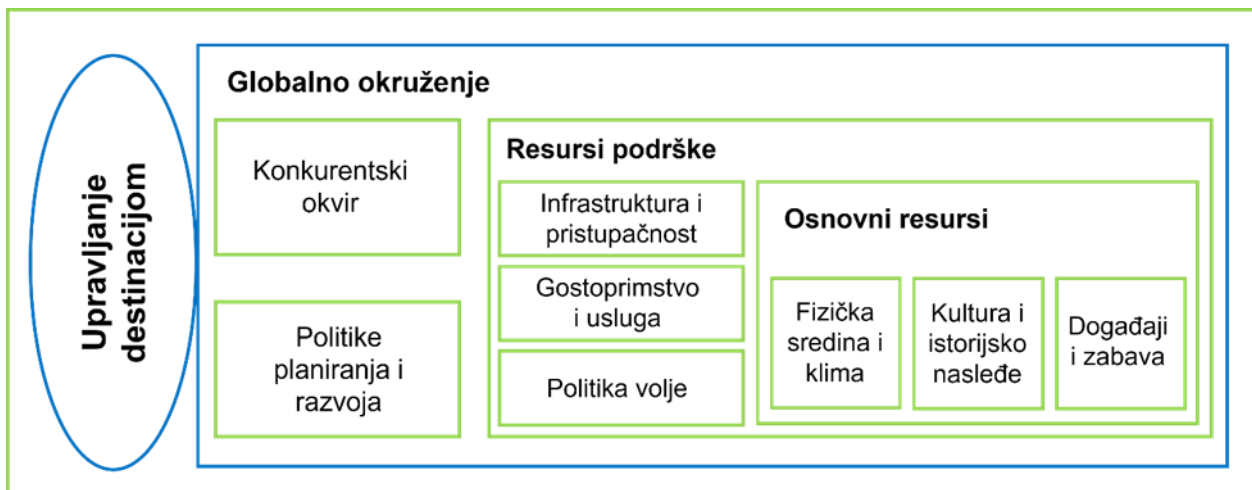 Upravljanje
destinacijom
Globalno okruženje
Konkurentski
okvir
Politike
planiranja i
razvoja
Resursi podrške
Infrastruktura i
pristupačnost
Gostoprimstvo
i usluga
Politika volje
Osnovni resursi
Fizička
sredina i
klima
Kultura i
istorijsko
nasleđe
Događaji
i zabava